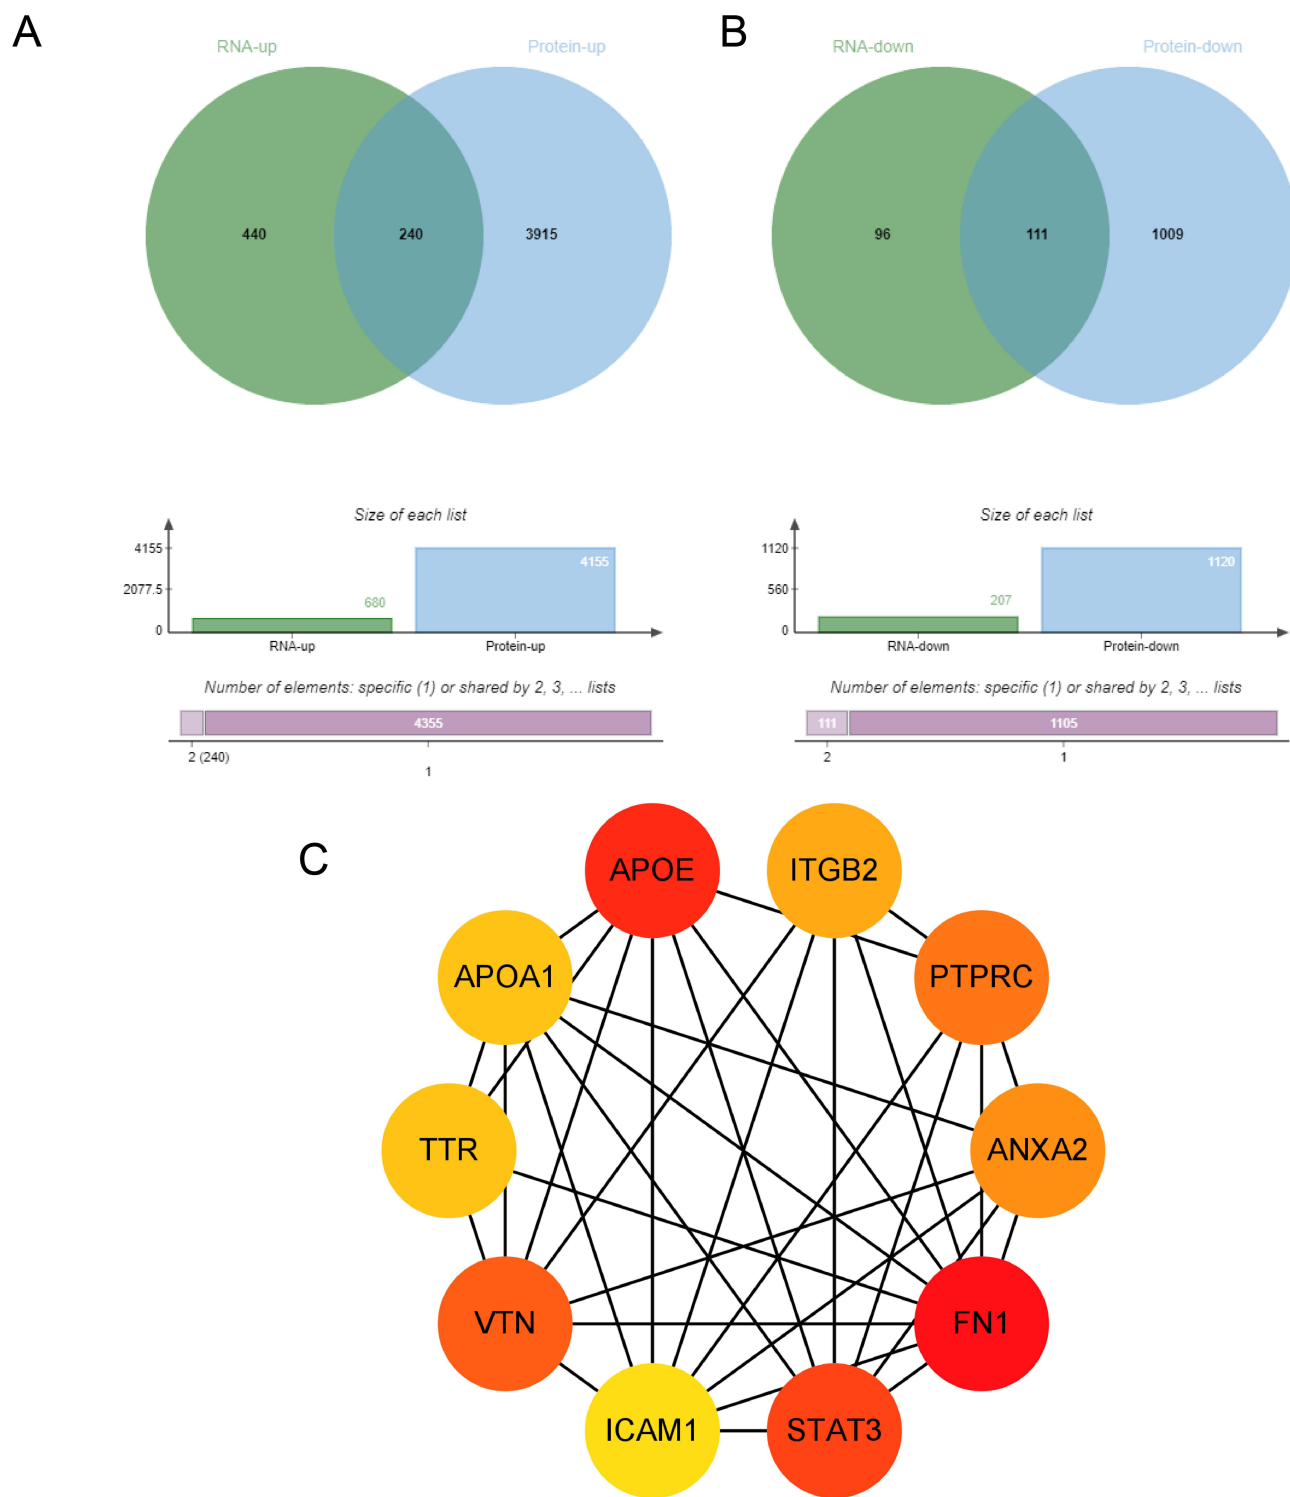 A
RNA-up
Protein-up
440
240
3915
Size of each list
4155
2077.5
0
680
4155
RNA-up
Protein-up
Number of elements: specific (1) or shared by 2, 3, ... lists
4355
2 (240)
1
B
RNA-down
Protein-down
96
111
1009
Size of each list
1120
560
0
207
1120
RNA-down
Protein-down
Number of elements: specific (1) or shared by 2, 3, ... lists
111
1105
2
1
C
APOE
ITGB2
APOA1
PTPRC
TTR
ANXA2
VTN
FN1
ICAM1
STAT3